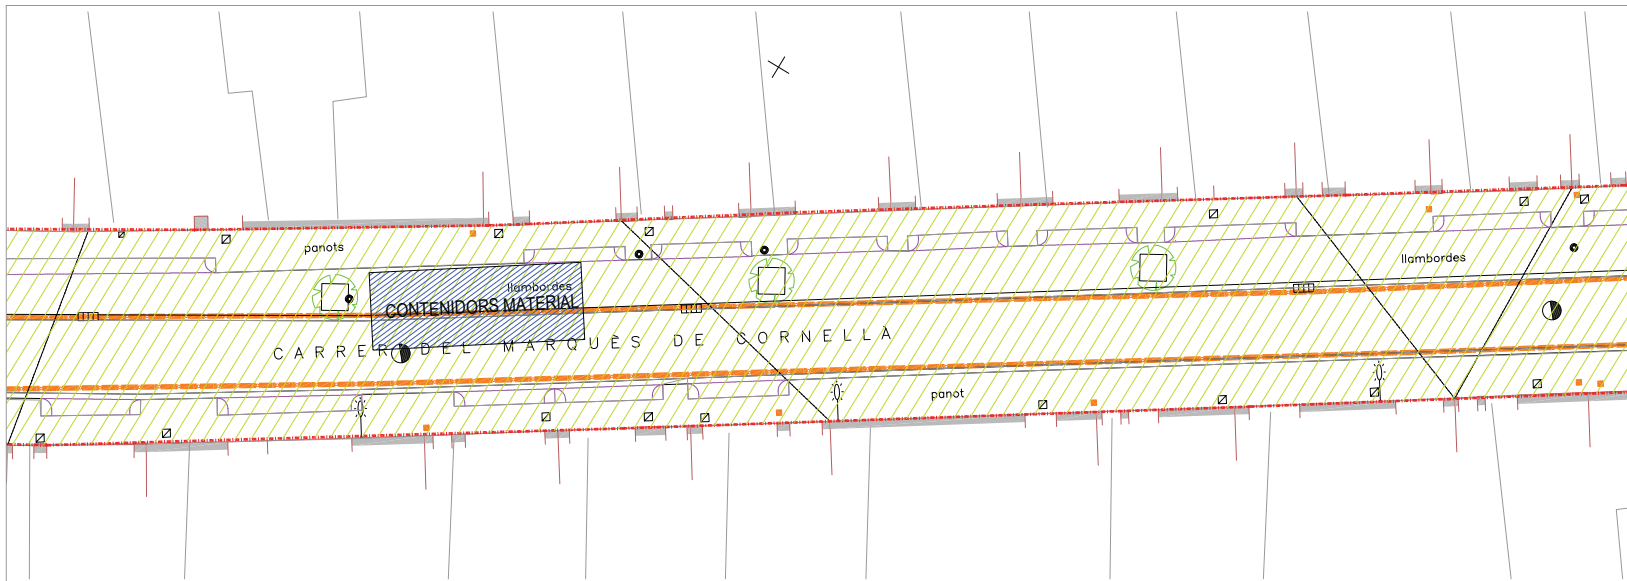 panots
llambordes
llambordes
CONTENIDORS MATERIAL
CARRER DEL MARQUÈS DE CORNELLÀ
panot